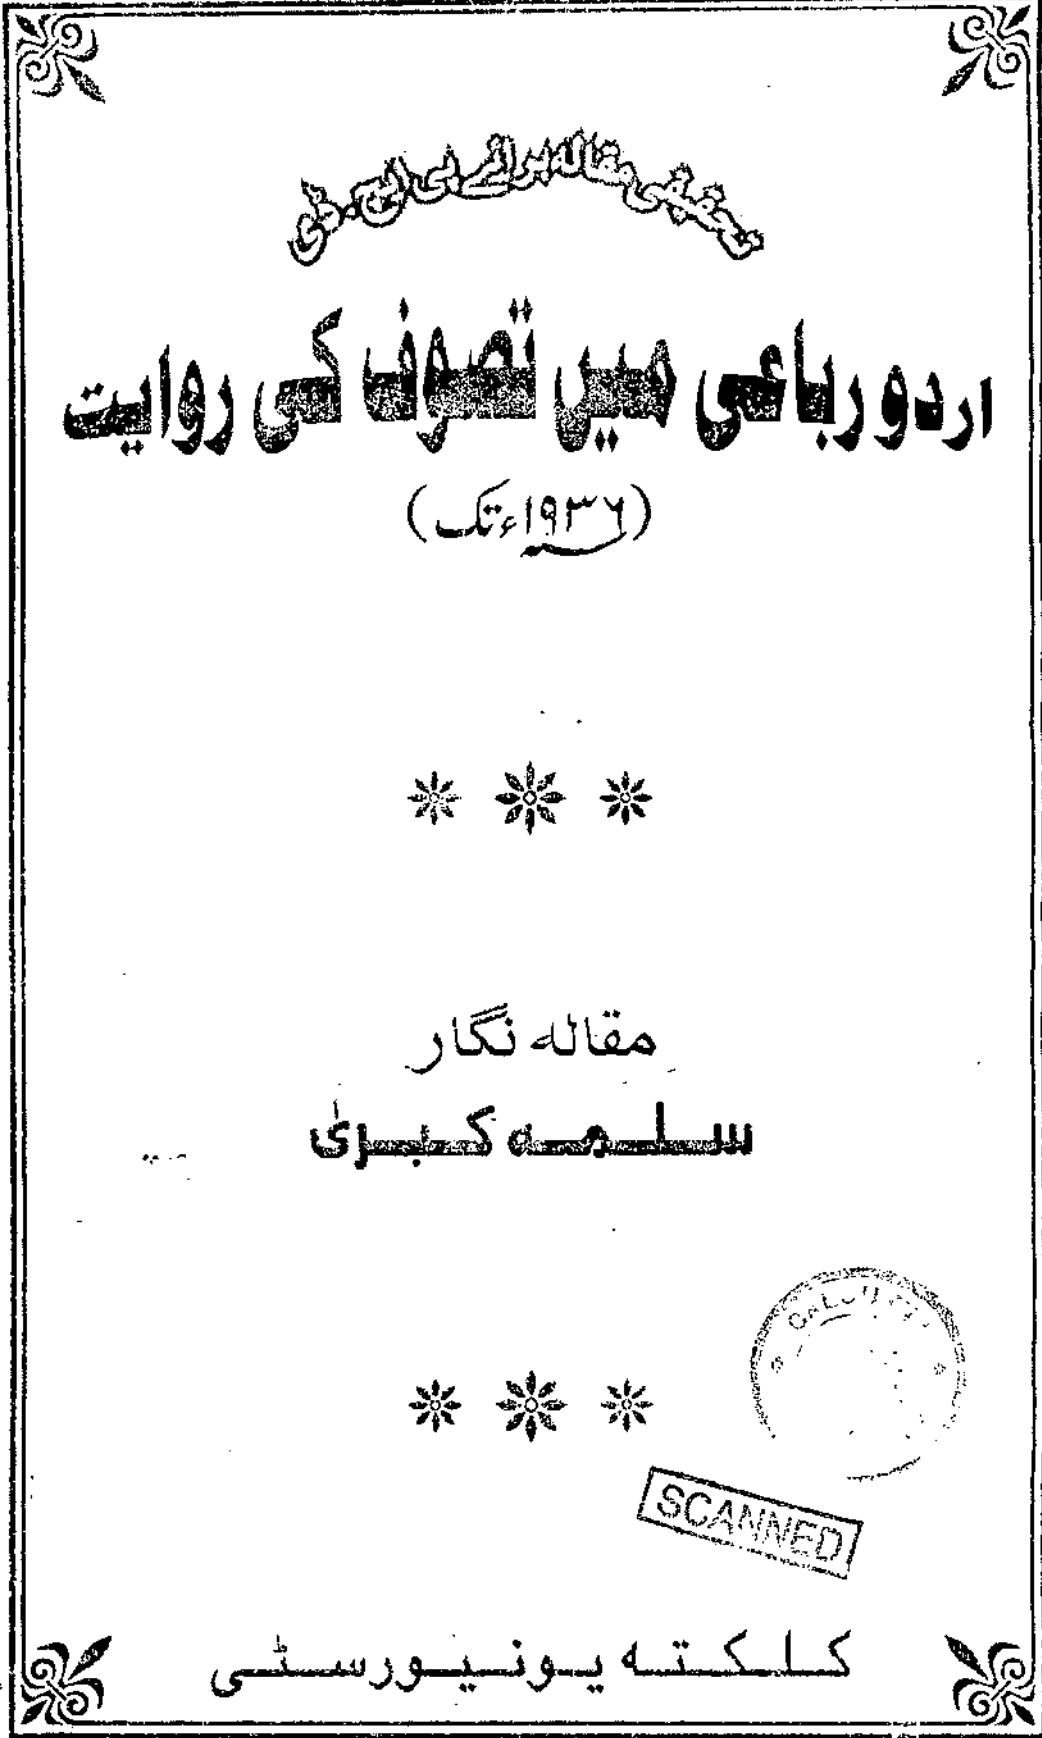 تحقیقی مقالہ برائے پی ایچ۔ڈی
اردو رباعی میں تصوف کی روایت
(۱۹۳۶ء تک)
مقالہ نگار
سلمہ کبریٰ
SCANNED
کلکتہ یونیورسٹی